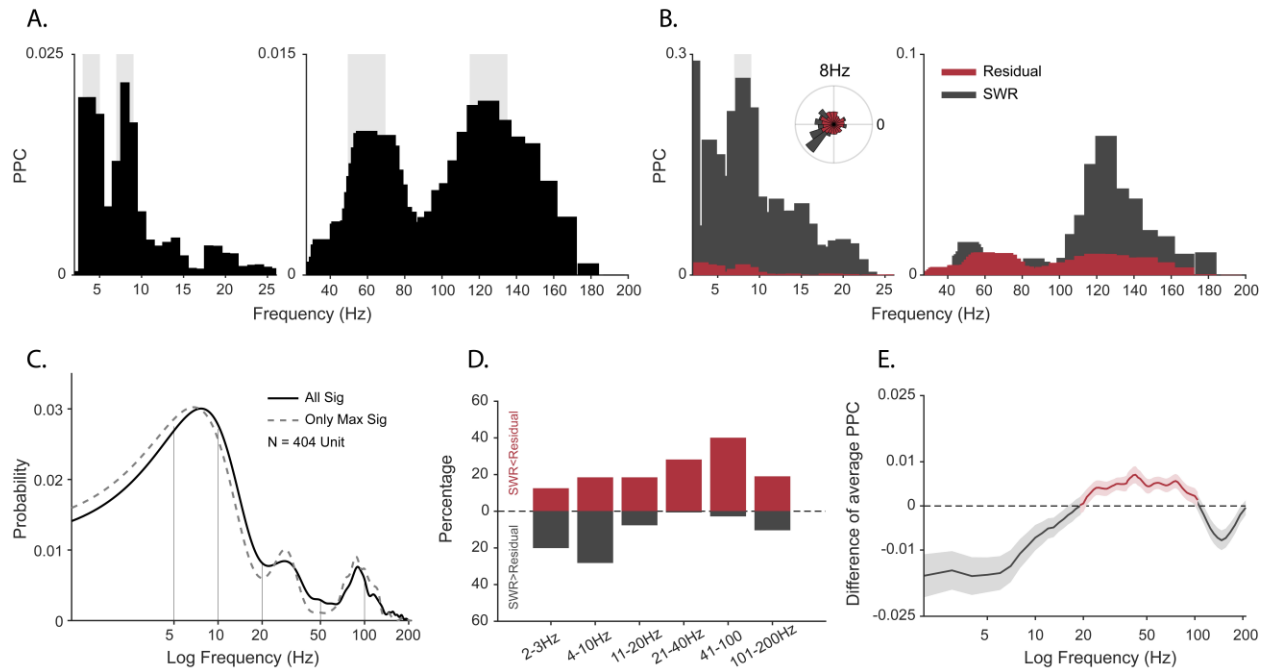 A.
0.025
PPC
0
5
10
15
20
25
0.015
0
40
60
80
100
120
140
160
180
200
Frequency (Hz)
B.
0.3
PPC
0
8Hz
0
5
10
15
20
25
0.1
0
Residual
SWR
40
60
80
100
120
140
160
180
200
Frequency (Hz)
C.
Probability
0.03
0.02
0.01
0
All Sig
Only Max Sig
N = 404 Unit
5
10
20
50
100
200
Log Frequency (Hz)
D.
Percentage
60
40
20
0
20
40
60
SWR<Residual
SWR>Residual
2-3Hz
4-10Hz
11-20Hz
21-40Hz
41-100
101-200Hz
E.
Difference of average PPC
0.025
0.01
0
-0.01
-0.025
5
10
20
50
100
200
Log Frequency (Hz)